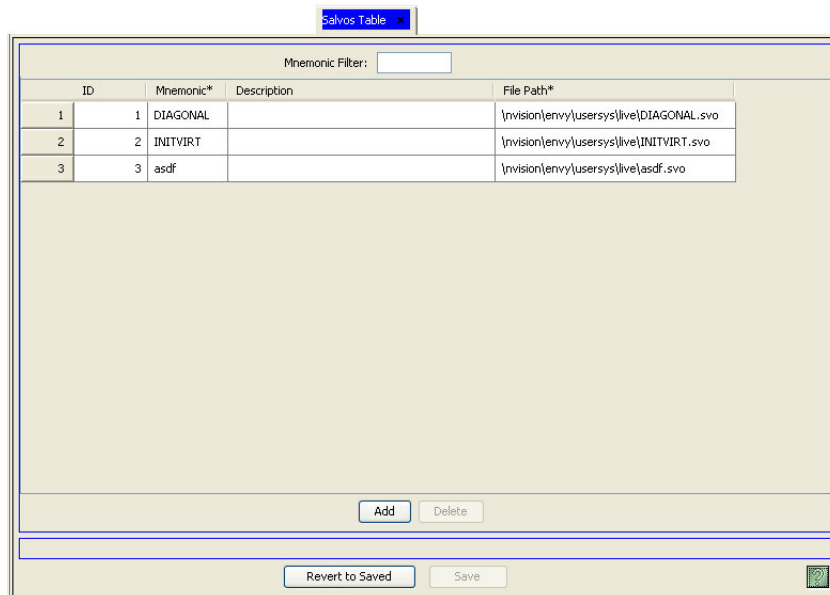 Salvos Table ×
Mnemonic Filter:
ID Mnemonic* Description File Path*
1 1 DIAGONAL \nvision\envy\usersys\live\DIAGONAL.svo
2 2 INITVIRT \nvision\envy\usersys\live\INITVIRT.svo
3 3 asdf \nvision\envy\usersys\live\asdf.svo
Add Delete
Revert to Saved Save ?